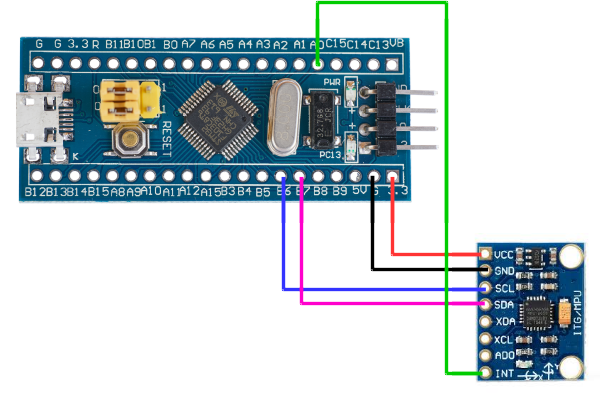 G G 3.3 R B11 B10 B1 B0 A7 A6 A5 A4 A3 A2 A1 A0 C15 C14 C13 VB
PWR
RESET
K
PC13
B12 B13 B14 B15 A8 A9 A10 A11 A12 A15 B3 B4 B5 B6 B7 B8 B9 5V G 3.3
VCC
GND
SCL
SDA
XDA
XCL
ADO
INT
ITG/MPU